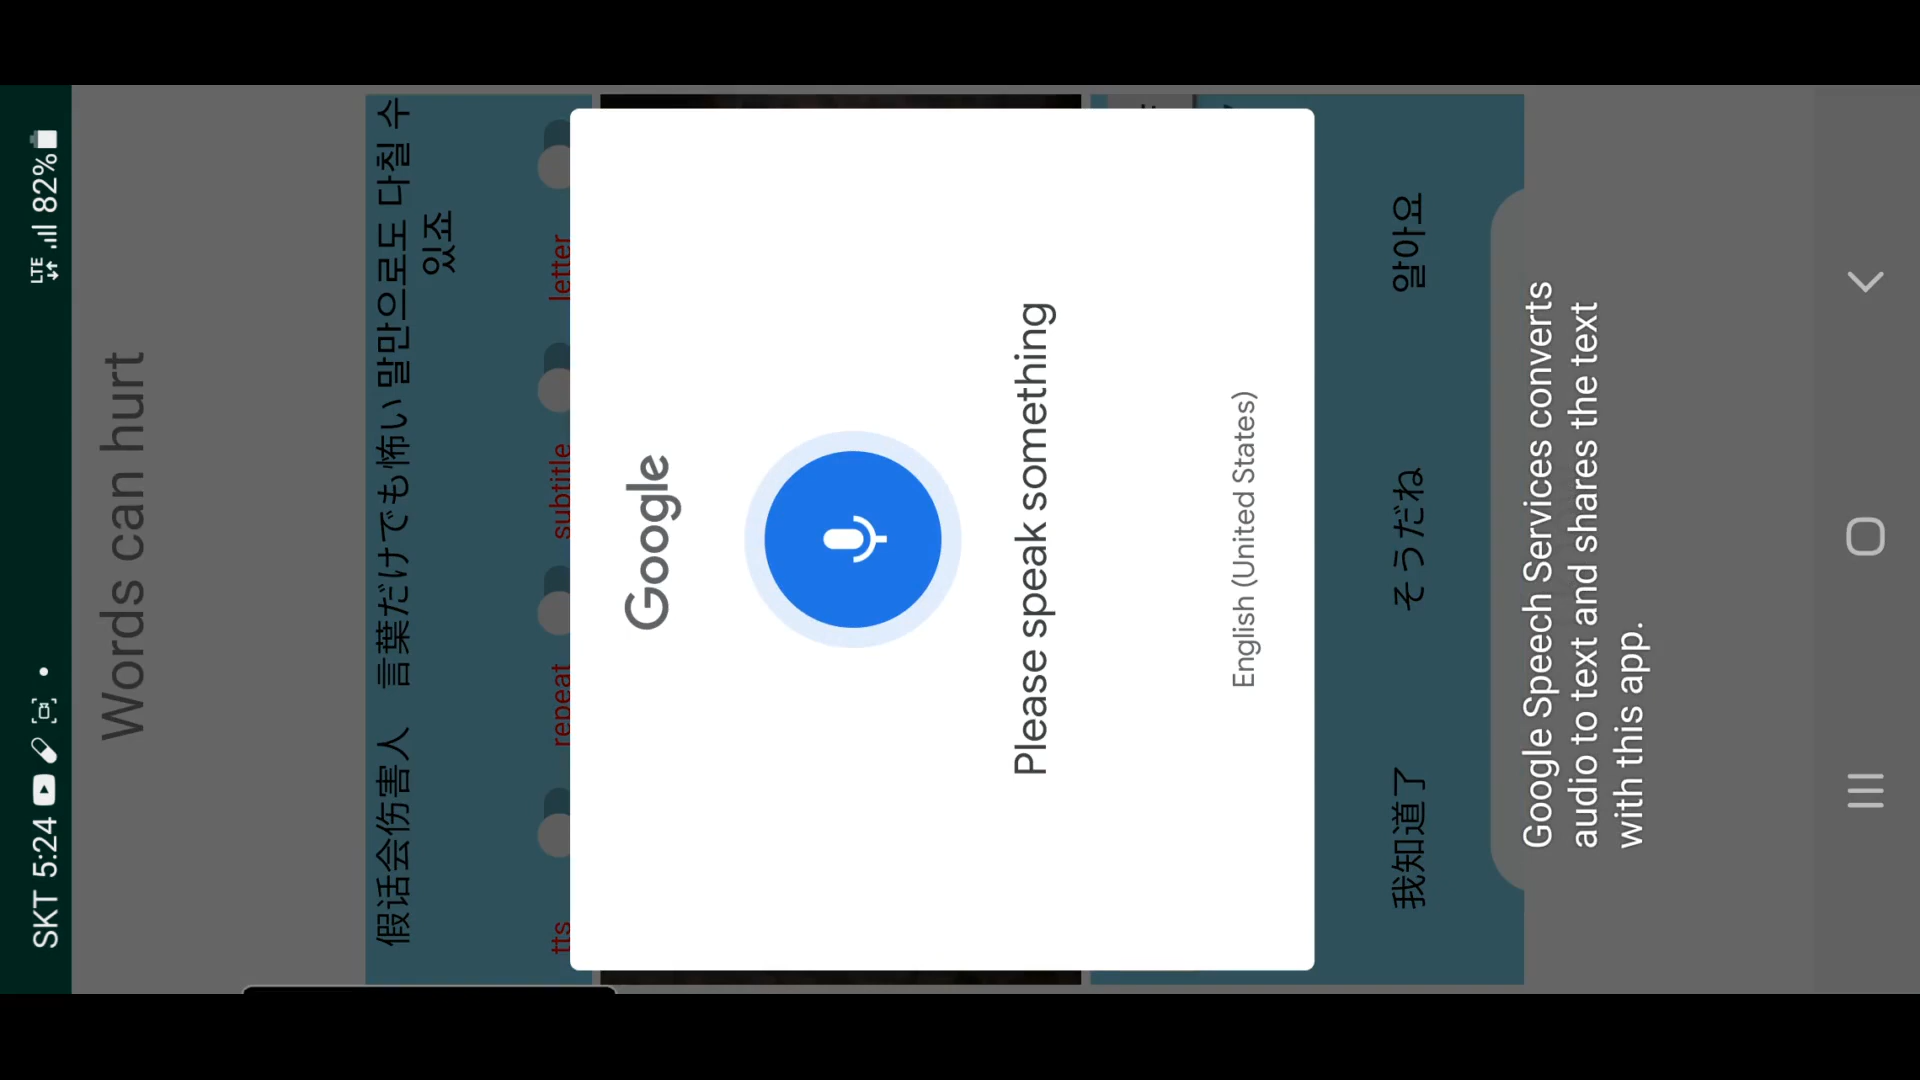 SKT 5:24 LTE 82%
Words can hurt
假话会伤害人 言葉だけでも怖い 말만으로도 다칠 수
있죠
tts repeat subtitle letter
Google
Please speak something
English (United States)
我知道了 そうだね 알아요
Google Speech Services converts
audio to text and shares the text
with this app.